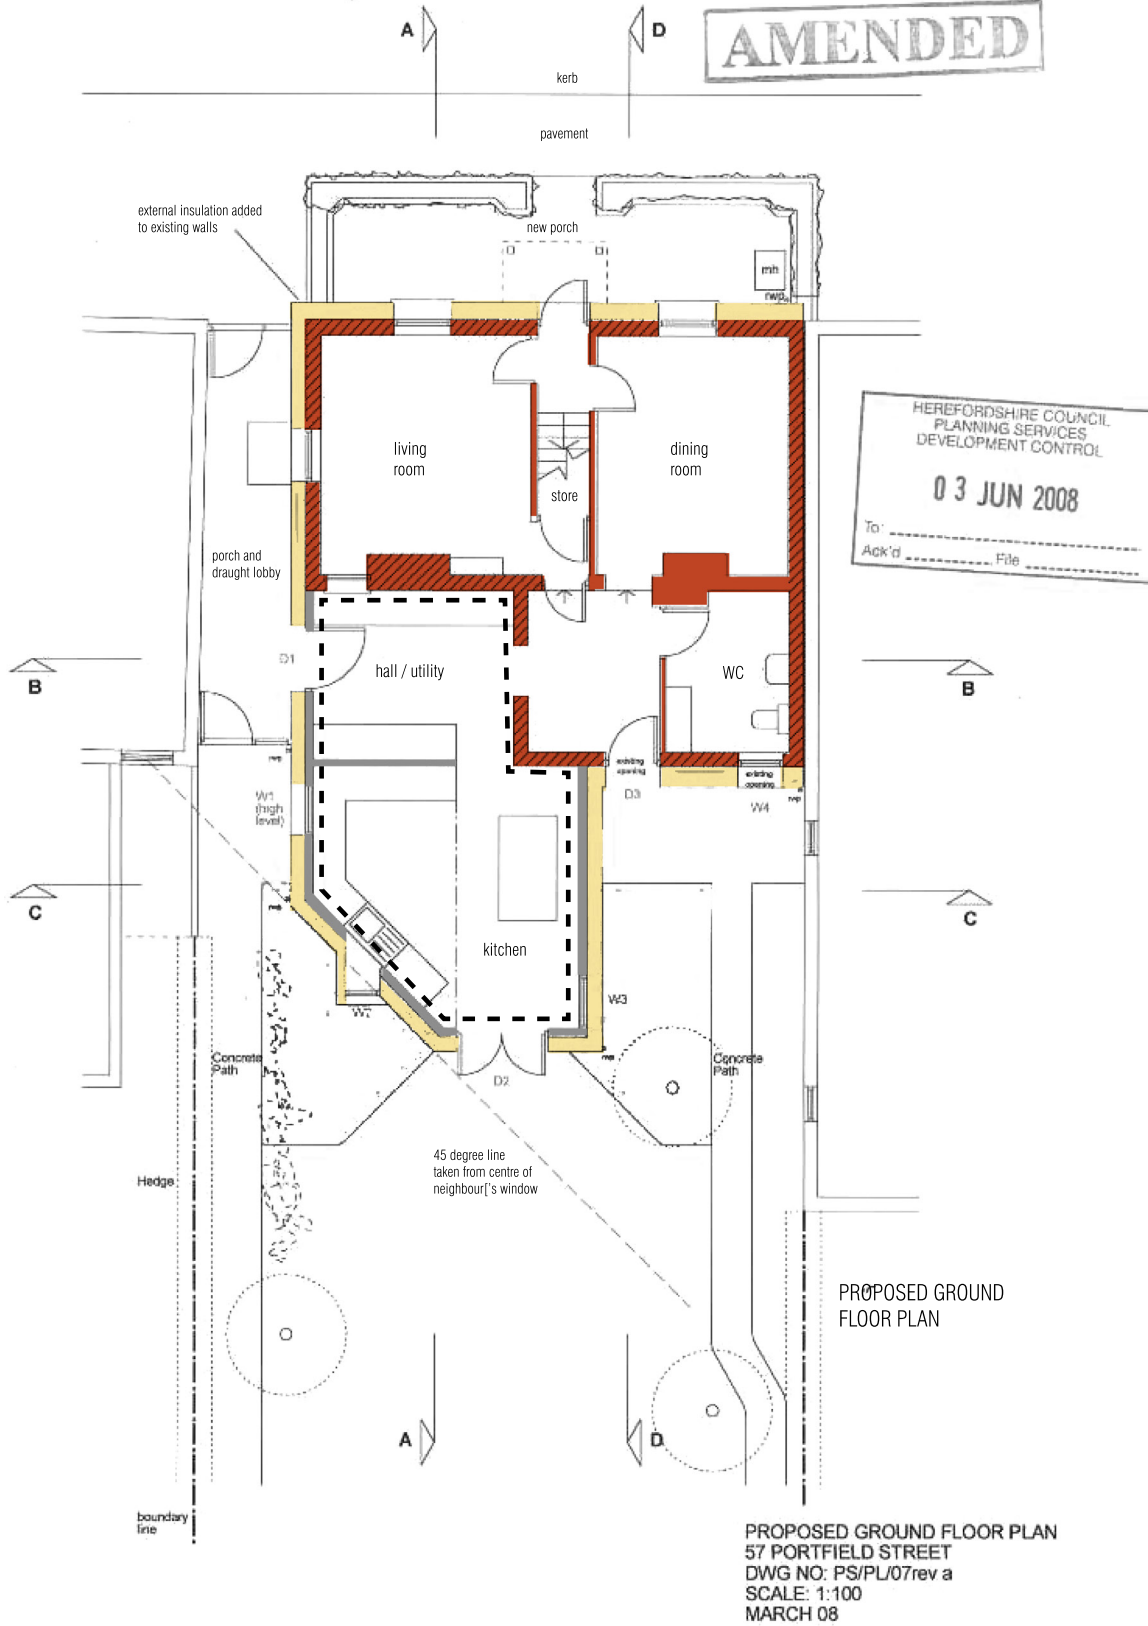 A
D
AMENDED
kerb
pavement
external insulation added
to existing walls
new porch
mh
rwp
HEREFORDSHIRE COUNCIL
PLANNING SERVICES
DEVELOPMENT CONTROL
03 JUN 2008
To:
Ack'd
File
living
room
dining
room
store
porch and
draught lobby
D1
hall / utility
WC
B
B
rwp
existing
opening
existing
opening
D3
W4
rwp
W1
(high
level)
C
C
rwp
kitchen
W3
W2
rwp
Concrete
Path
Concrete
Path
D2
45 degree line
taken from centre of
neighbour['s window
Hedge
PROPOSED GROUND
FLOOR PLAN
A
D
boundary
line
PROPOSED GROUND FLOOR PLAN
57 PORTFIELD STREET
DWG NO: PS/PL/07rev a
SCALE: 1:100
MARCH 08